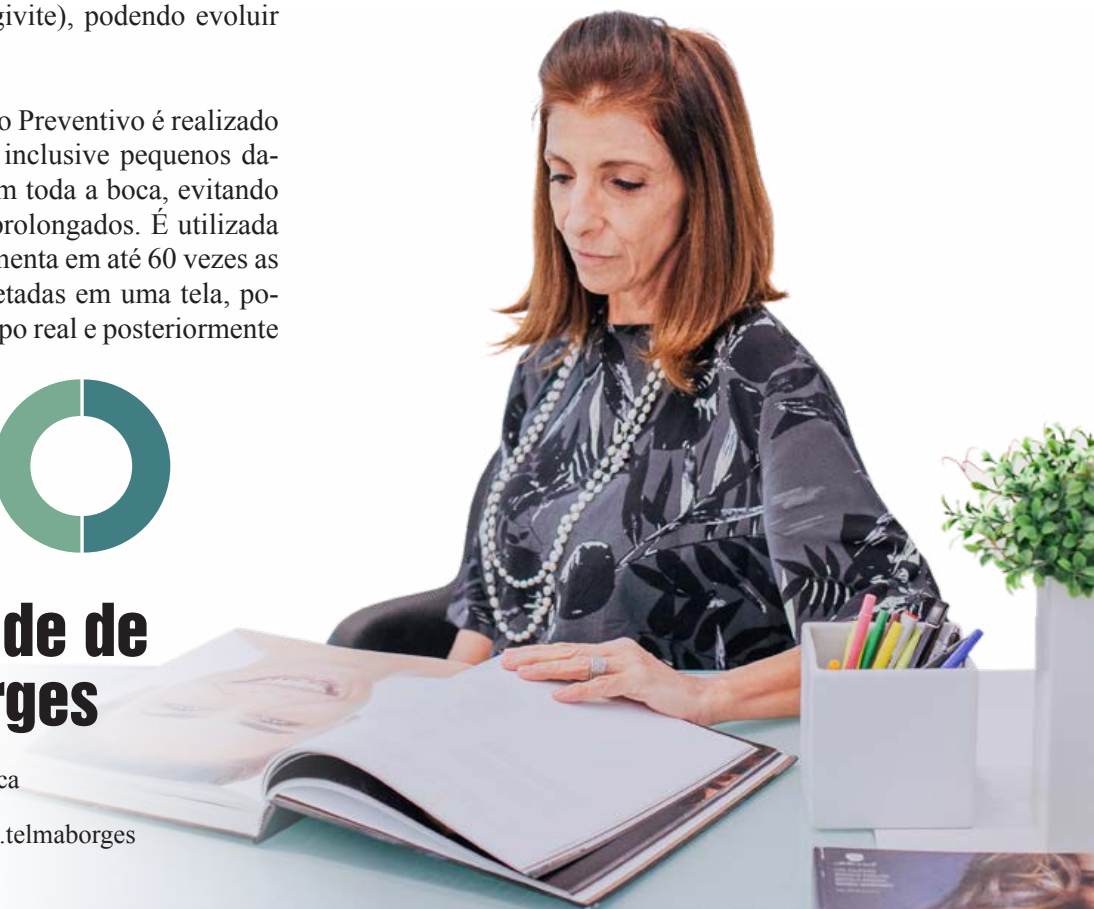 givite), podendo evoluir
o Preventivo é realizado
inclusive pequenos da-
m toda a boca, evitando
prolongados. É utilizada
menta em até 60 vezes as
etadas em uma tela, po-
po real e posteriormente
de de
rges
ca
.telmaborges